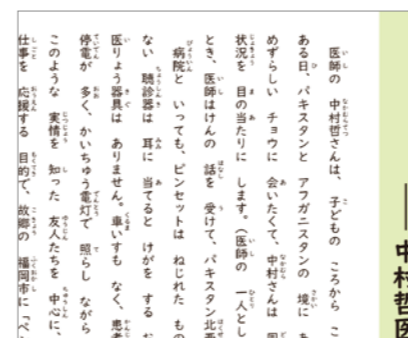 中村哲医
医師の 中村哲さんは、子どもの ころから こ
ある日、パキスタンと アフガニスタンの 境に あ
めずらしい チョウに 会いたくて、中村さんは
状況を 目の当たりに します。（医師の 一人とし
とき、医師はけんの 話を 受けて、パキスタン北西
病院と いっても、ピンセットは ねじれた もの
ない 聴診器は 耳に 当てると けがを する お
医りょう器具は ありません。車いすも なく、患者
停電が 多く、かいちゅう電灯で 照らし ながら
このような 実情を 知った 友人たちを 中心に、
仕事を 応援する 目的で、故郷の 福岡市に 「ペ